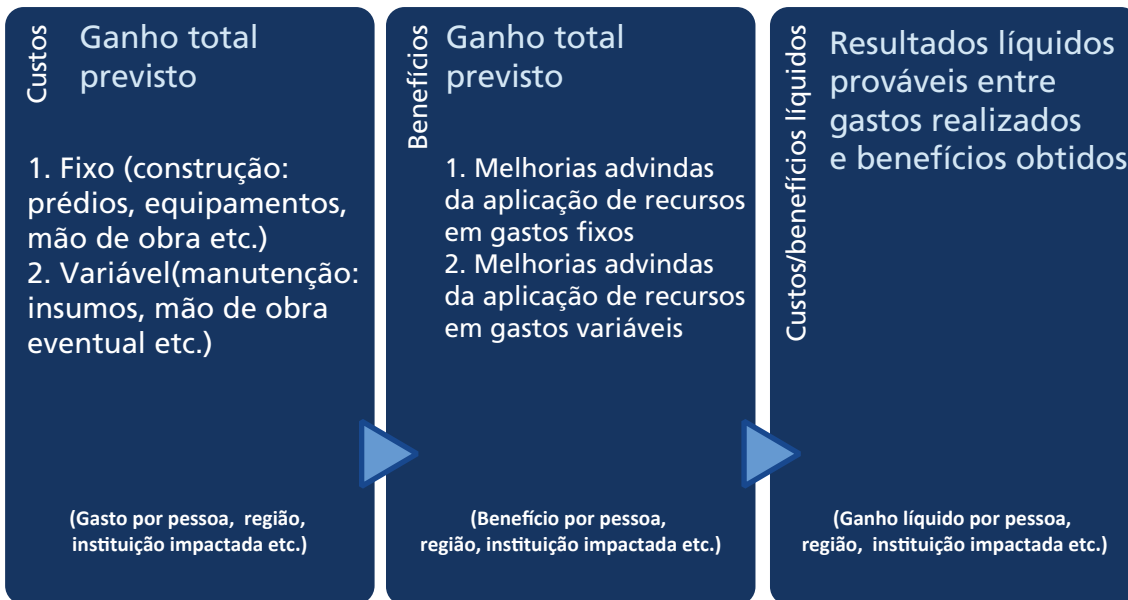 Custos
Ganho total
previsto
1. Fixo (construção:
prédios, equipamentos,
mão de obra etc.)
2. Variável(manutenção:
insumos, mão de obra
eventual etc.)
(Gasto por pessoa, região,
instituição impactada etc.)
Benefícios
Ganho total
previsto
1. Melhorias advindas
da aplicação de recursos
em gastos fixos
2. Melhorias advindas
da aplicação de recursos
em gastos variáveis
(Benefício por pessoa,
região, instituição impactada etc.)
Custos/benefícios líquidos
Resultados líquidos
prováveis entre
gastos realizados
e benefícios obtidos
(Ganho líquido por pessoa,
região, instituição impactada etc.)